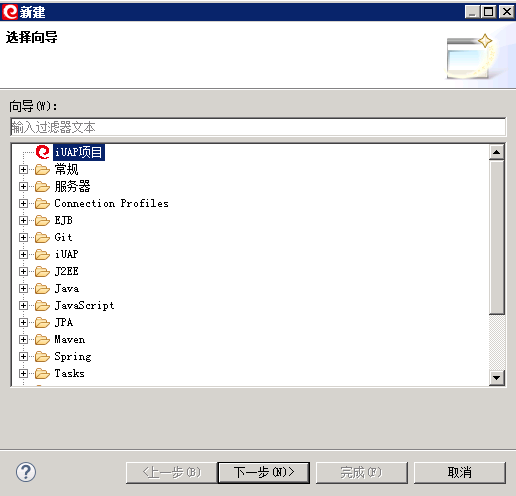 新建
选择向导
向导(W):
输入过滤器文本
iUAP项目
常规
服务器
Connection Profiles
EJB
Git
iUAP
J2EE
Java
JavaScript
JPA
Maven
Spring
Tasks
<上一步(B)
下一步(N)>
完成(F)
取消